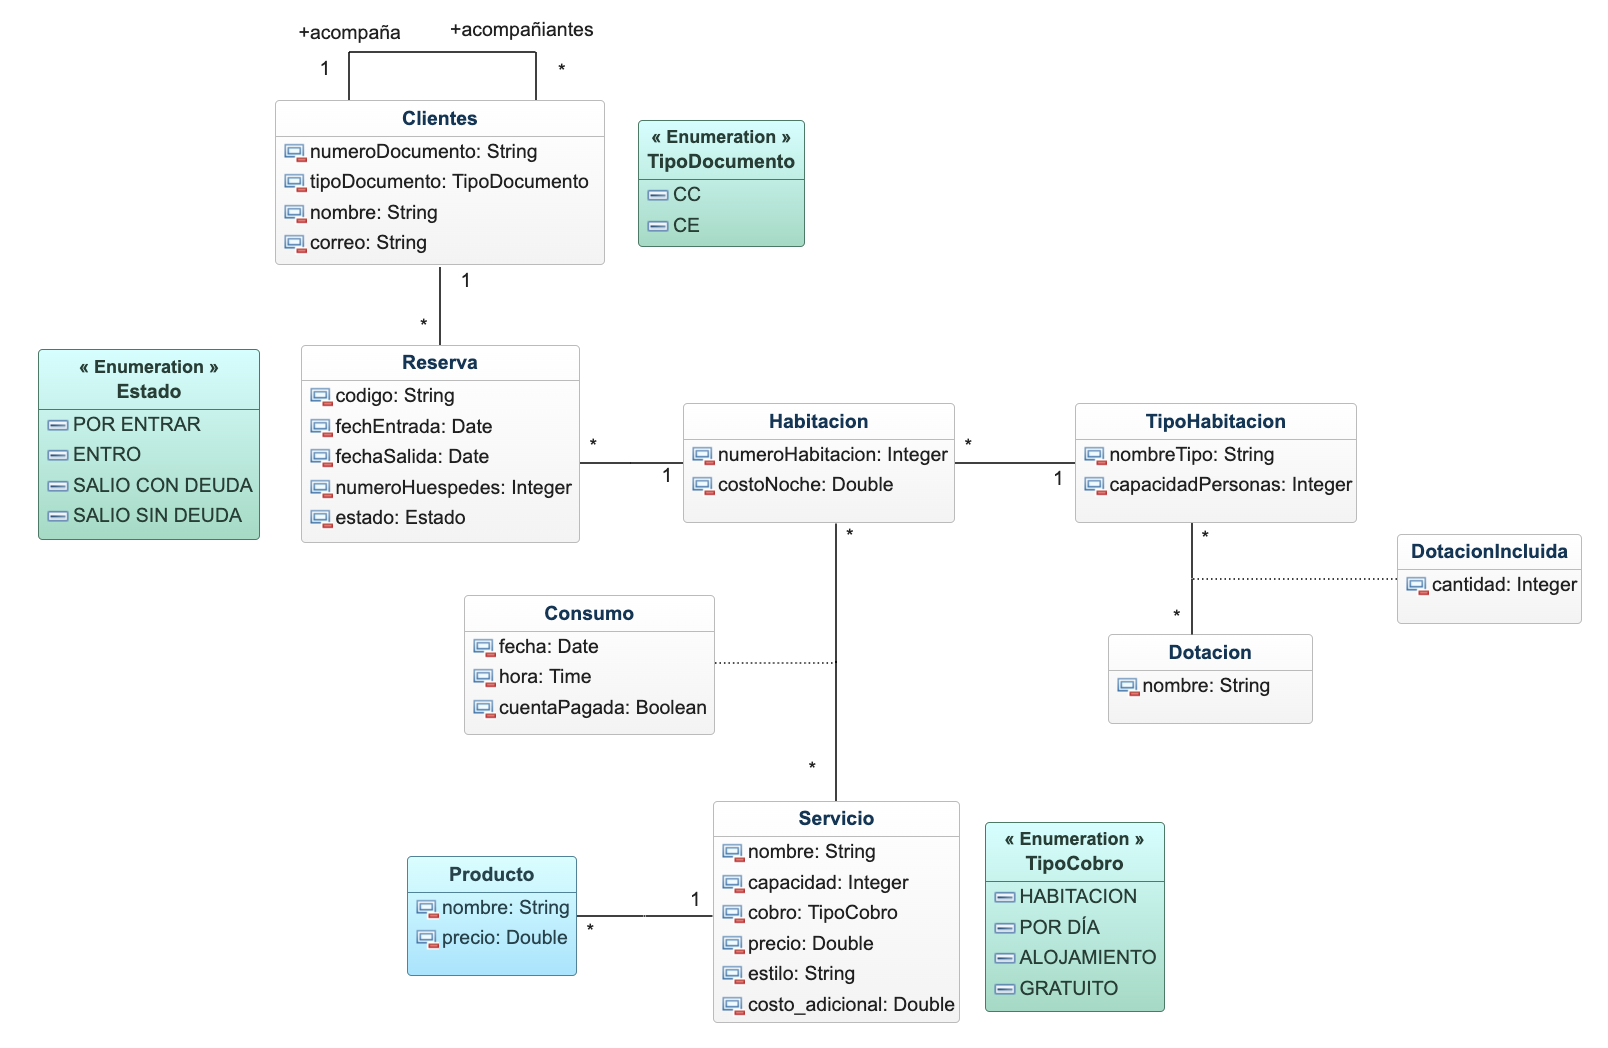 +acompaña
+acompañiantes
1
*
Clientes
numeroDocumento: String
tipoDocumento: TipoDocumento
nombre: String
correo: String
« Enumeration »
TipoDocumento
CC
CE
1
*
« Enumeration »
Estado
POR ENTRAR
ENTRO
SALIO CON DEUDA
SALIO SIN DEUDA
Reserva
codigo: String
fechEntrada: Date
fechaSalida: Date
numeroHuespedes: Integer
estado: Estado
*
1
Habitacion
numeroHabitacion: Integer
costoNoche: Double
*
1
TipoHabitacion
nombreTipo: String
capacidadPersonas: Integer
*
*
DotacionIncluida
cantidad: Integer
Dotacion
nombre: String
*
*
Consumo
fecha: Date
hora: Time
cuentaPagada: Boolean
Servicio
nombre: String
capacidad: Integer
cobro: TipoCobro
precio: Double
estilo: String
costo_adicional: Double
Producto
nombre: String
precio: Double
1
*
« Enumeration »
TipoCobro
HABITACION
POR DÍA
ALOJAMIENTO
GRATUITO